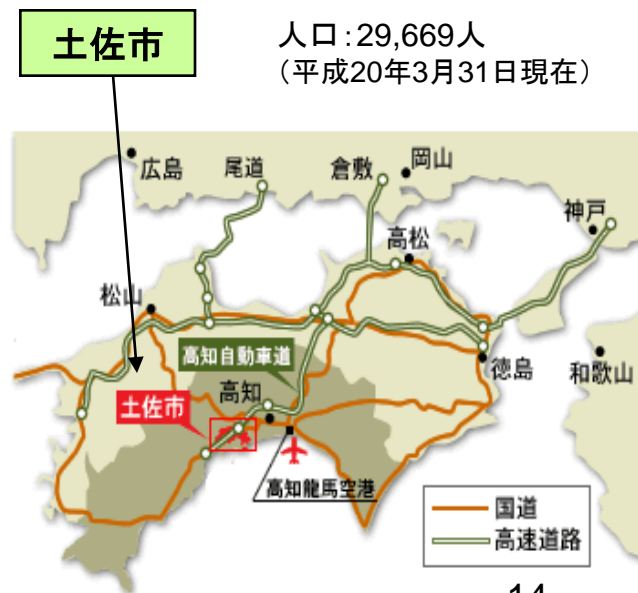 土佐市
人口：29,669人
（平成20年3月31日現在）
広島
尾道
倉敷
岡山
神戸
高松
松山
高知自動車道
徳島
和歌山
高知
土佐市
高知龍馬空港
国道
高速道路
14